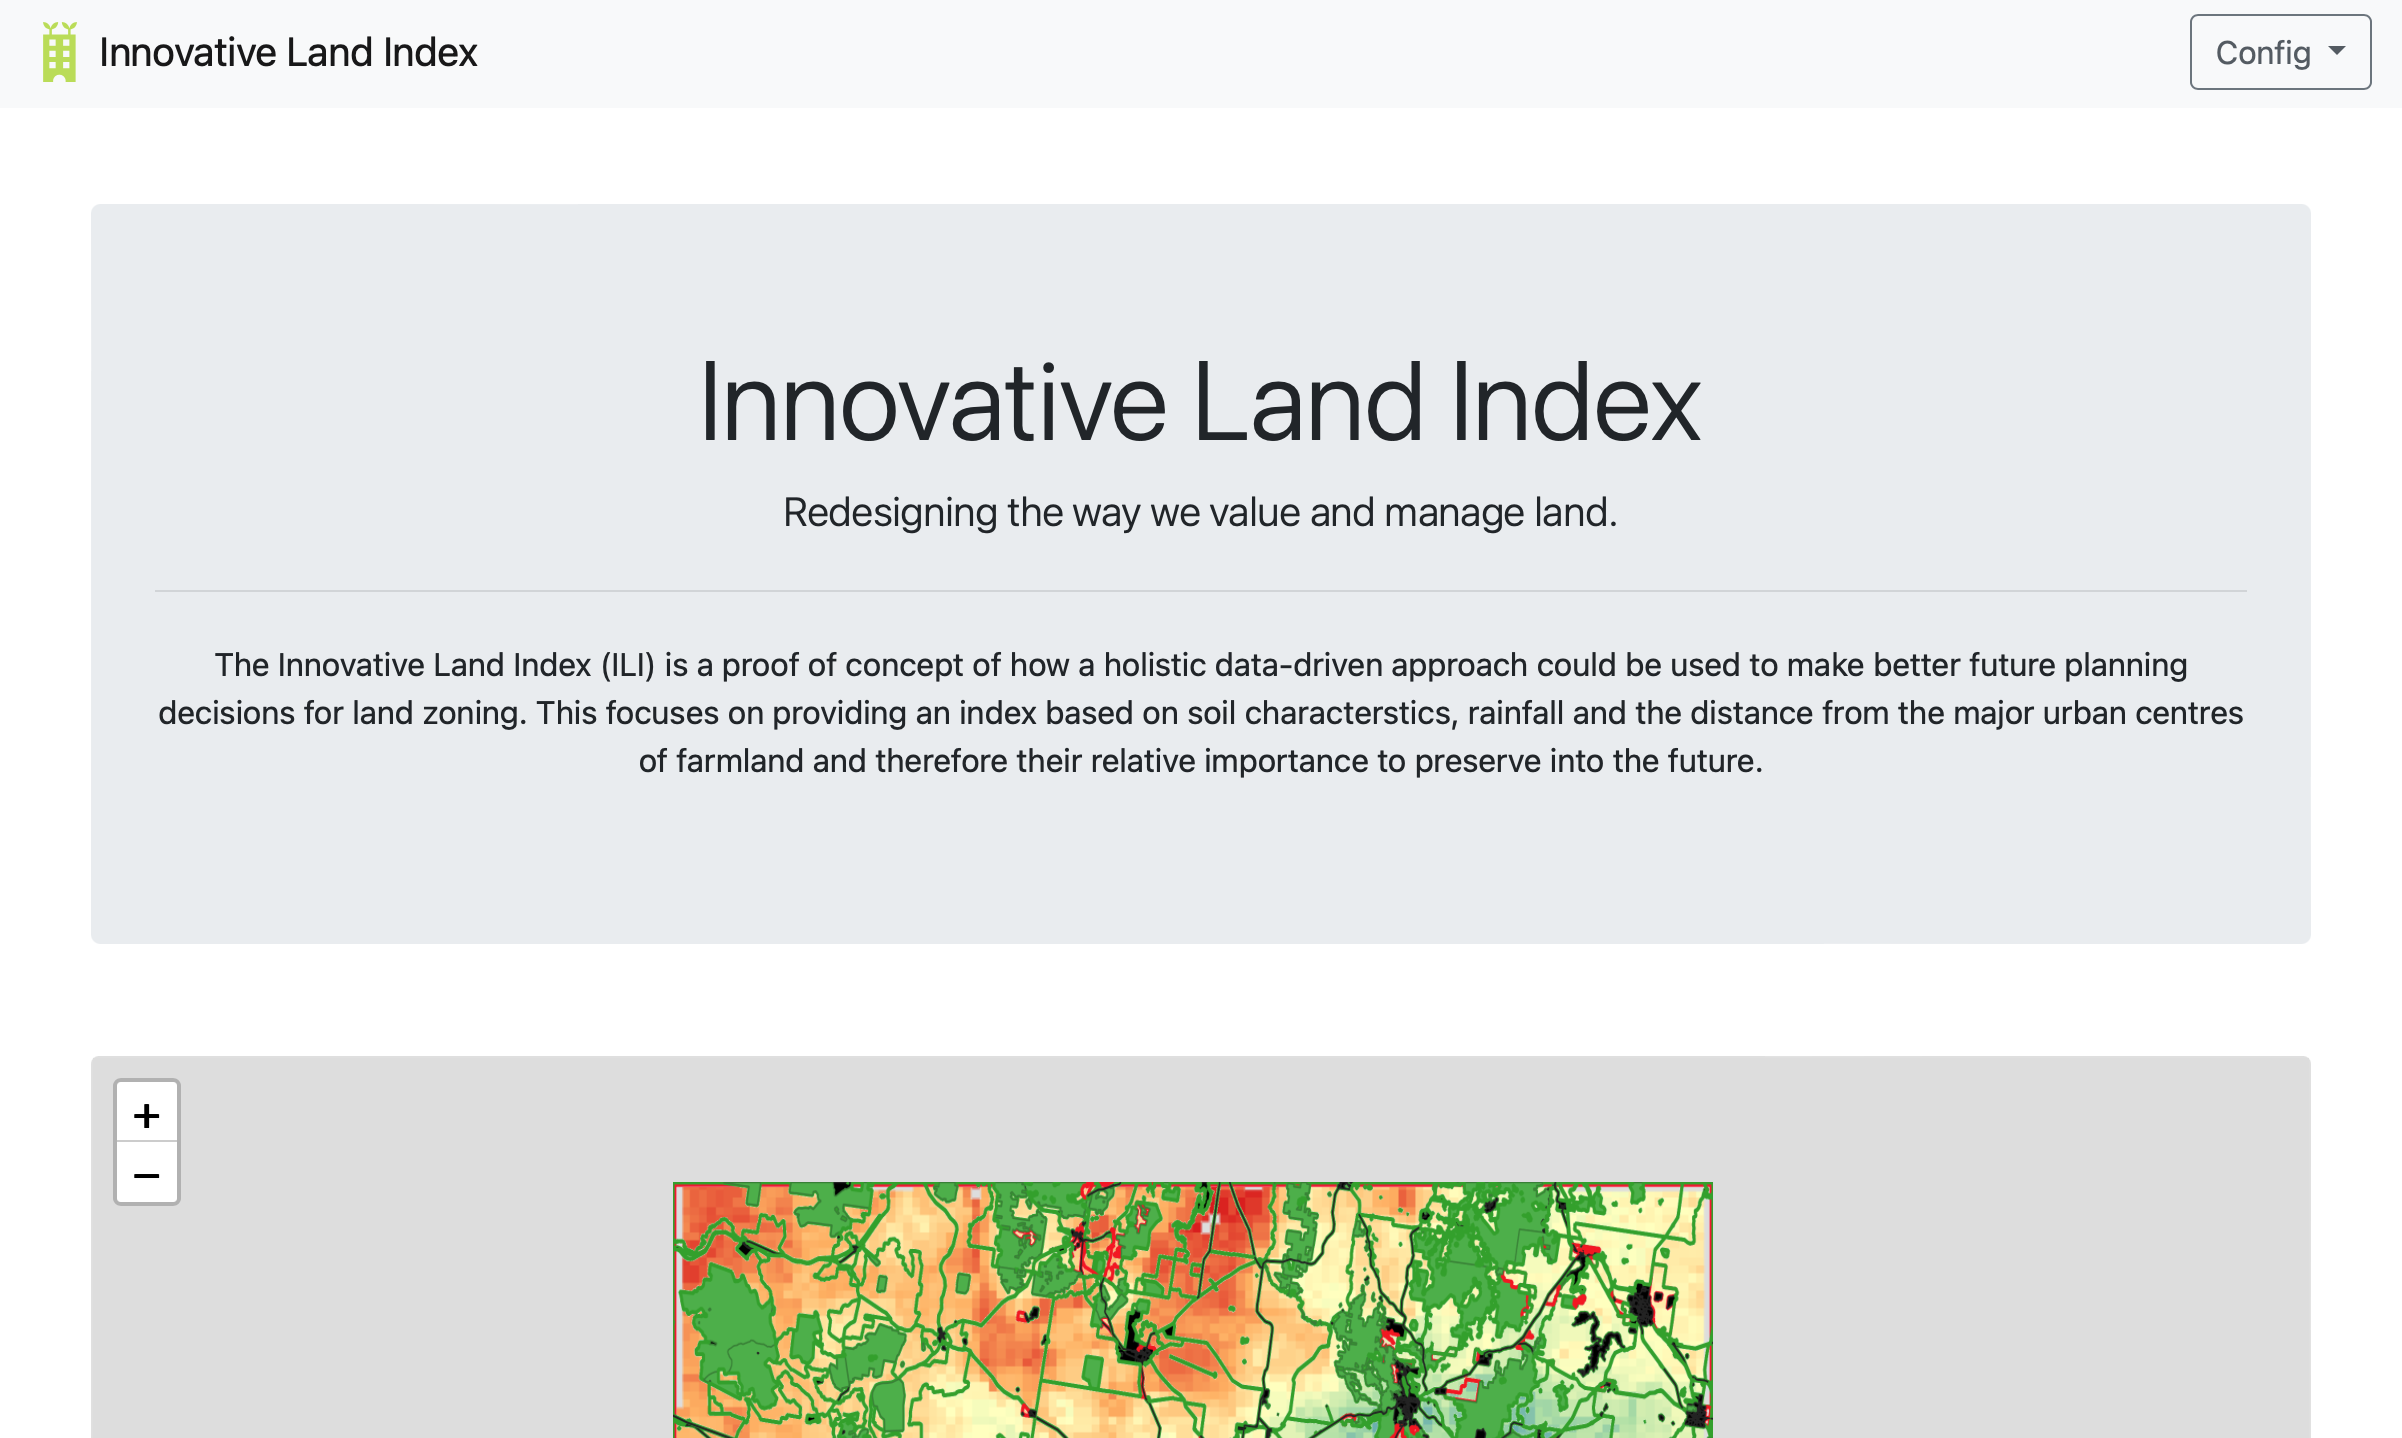 Innovative Land Index
Config
Innovative Land Index
Redesigning the way we value and manage land.
The Innovative Land Index (ILI) is a proof of concept of how a holistic data-driven approach could be used to make better future planning
decisions for land zoning. This focuses on providing an index based on soil characterstics, rainfall and the distance from the major urban centres
of farmland and therefore their relative importance to preserve into the future.
+
−